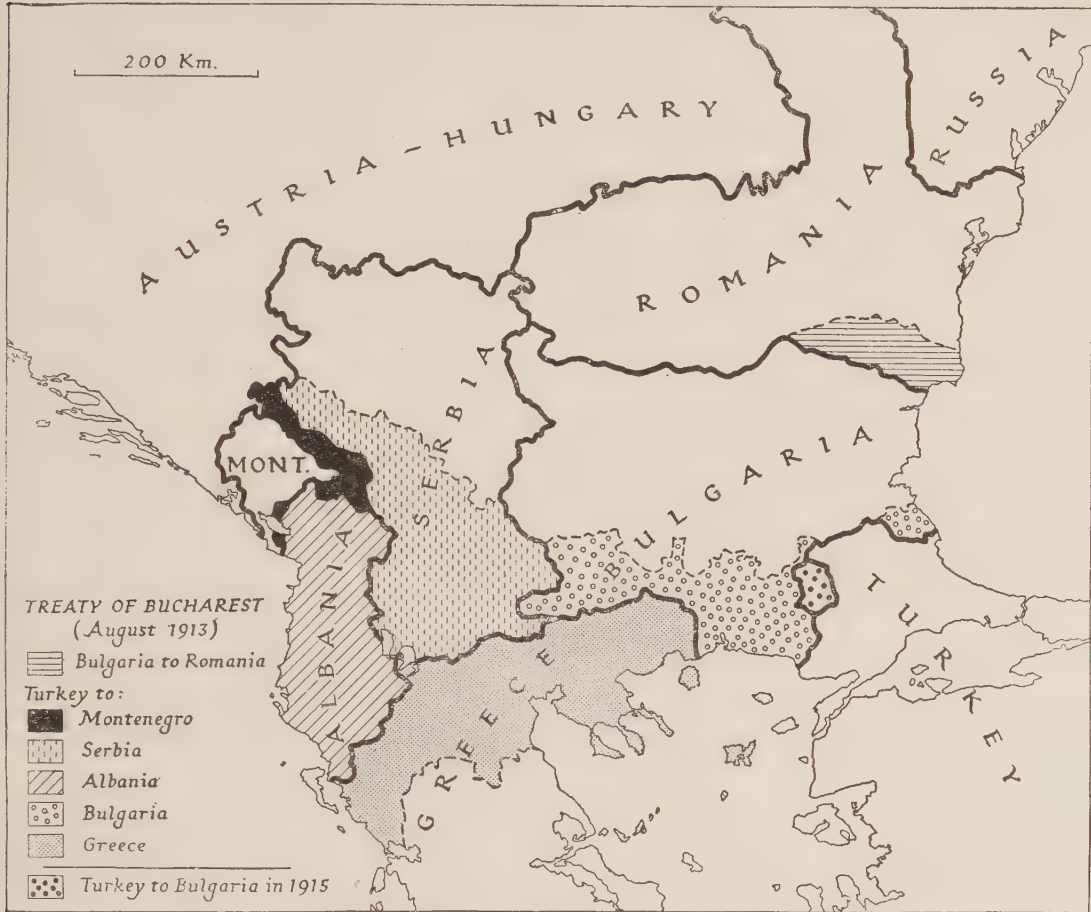 200 Km.
AUSTRIA-HUNGARY
RUSSIA
ROMANIA
SERBIA
MONT.
BULGARIA
ALBANIA
TURKEY
GREECE
TREATY OF BUCHAREST
(August 1913)
Bulgaria to Romania
Turkey to:
Montenegro
Serbia
Albania
Bulgaria
Greece
Turkey to Bulgaria in 1915